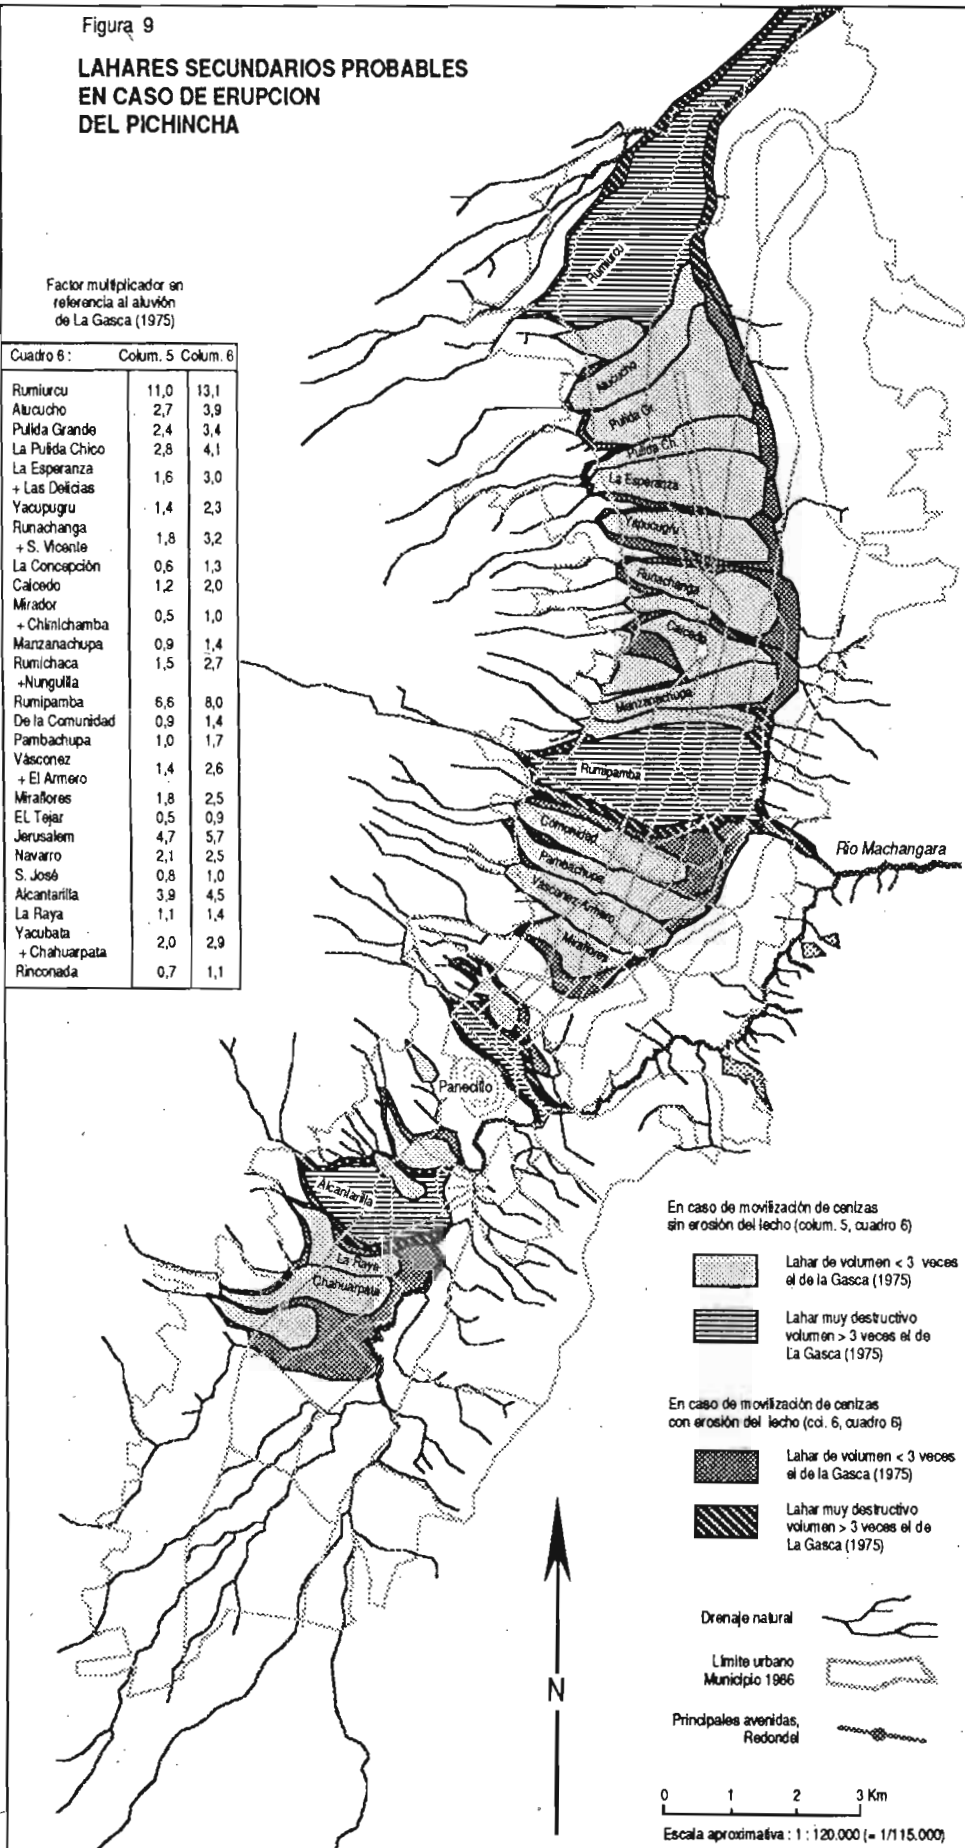 Figura 9
LAHARES SECUNDARIOS PROBABLES
EN CASO DE ERUPCION
DEL PICHINCHA
Factor multiplicador en
referencia al aluvión
de La Gasca (1975)
Cuadro 6 : Colum. 5 Colum. 6
Rumiurcu 11,0 13,1
Atucucho 2,7 3,9
Pulida Grande 2,4 3,4
La Pulida Chico 2,8 4,1
La Esperanza
+ Las Delicias 1,6 3,0
Yacupugru 1,4 2,3
Runachanga
+ S. Vicente 1,8 3,2
La Concepción 0,6 1,3
Caicedo 1,2 2,0
Mirador
+ Chimichamba 0,5 1,0
Manzanachupa 0,9 1,4
Rumichaca 1,5 2,7
+Nunguilla
Rumipamba 6,6 8,0
De la Comunidad 0,9 1,4
Pambachupa 1,0 1,7
Vásconez
+ El Armero 1,4 2,6
Miraflores 1,8 2,5
EL Tejar 0,5 0,9
Jerusalem 4,7 5,7
Navarro 2,1 2,5
S. José 0,8 1,0
Alcantarilla 3,9 4,5
La Raya 1,1 1,4
Yacubata
+ Chahuarpata 2,0 2,9
Rinconada 0,7 1,1
Rumiurcu
Atucucho
Pulida Gr.
Pulida Ch.
La Esperanza
Yapucugru
Runachanga
Caicedo
Manzanachupa
Rumipamba
Comunidad
Pambachupa
Vasconez Armero
Miraflores
Rio Machangara
Panecillo
Alcantarilla
La Raya
Chahuarpata
En caso de movilización de cenizas
sin erosión del lecho (colum. 5, cuadro 6)
Lahar de volumen < 3 veces
el de la Gasca (1975)
Lahar muy destructivo
volumen > 3 veces el de
La Gasca (1975)
En caso de movilización de cenizas
con erosión del lecho (col. 6, cuadro 6)
Lahar de volumen < 3 veces
el de la Gasca (1975)
Lahar muy destructivo
volumen > 3 veces el de
La Gasca (1975)
Drenaje natural
Límite urbano
Municipio 1986
Principales avenidas,
Redondel
N
0 1 2 3 Km
Escala aproximativa : 1 : 120.000 (= 1/115.000)